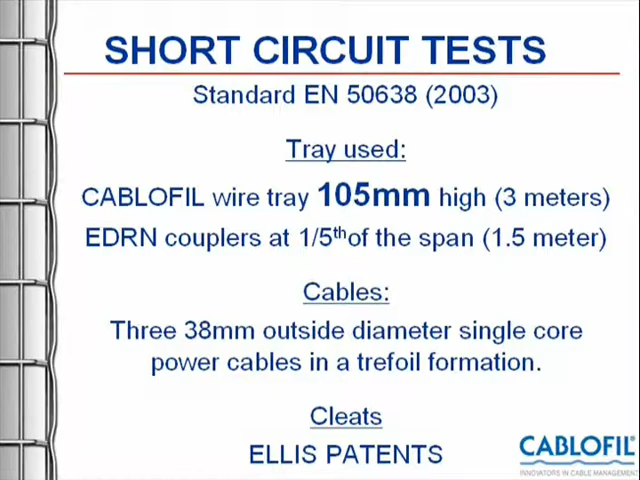 SHORT CIRCUIT TESTS
Standard EN 50638 (2003)
Tray used:
CABLOFIL wire tray 105mm high (3 meters)
EDRN couplers at 1/5th of the span (1.5 meter)
Cables:
Three 38mm outside diameter single core
power cables in a trefoil formation.
Cleats
ELLIS PATENTS
CABLOFIL®
INNOVATORS IN CABLE MANAGEMENT